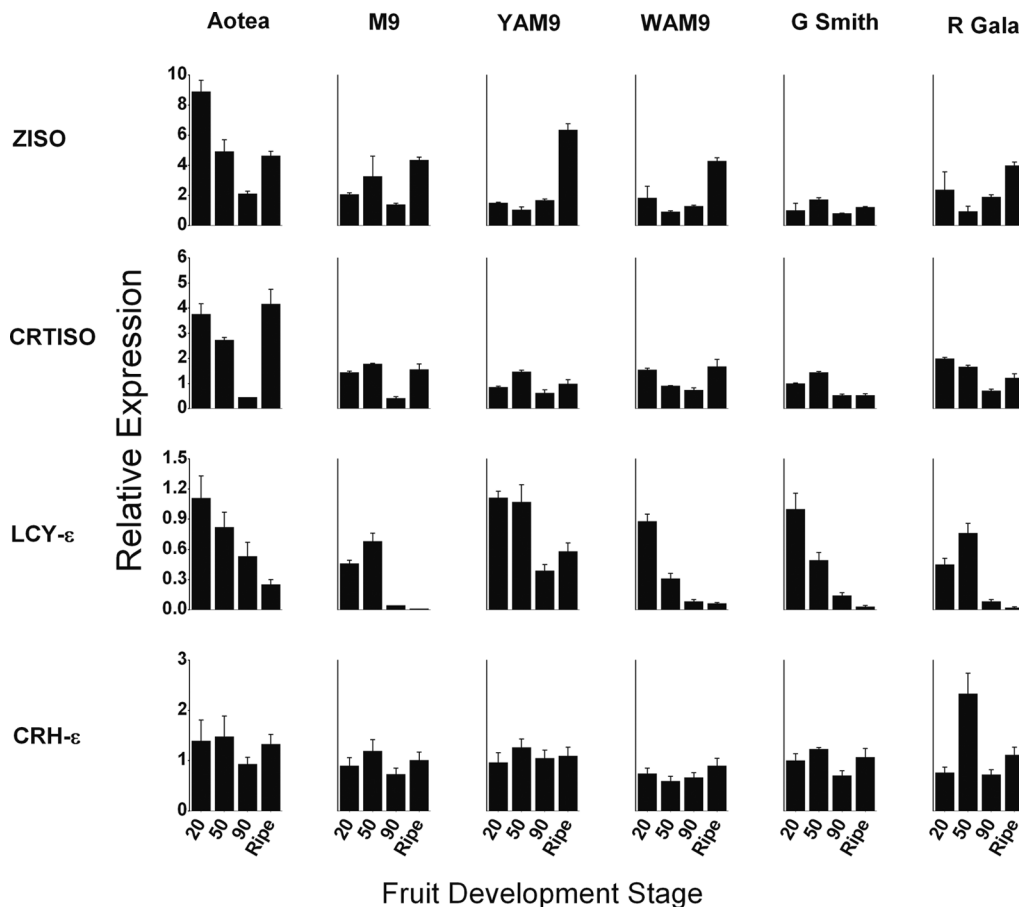 Aotea M9 YAM9 WAM9 G Smith R Gala
ZISO
10
8
6
4
2
0
CRTISO
6
5
4
3
2
1
0
Relative Expression
LCY-ε
1.5
1.2
0.9
0.6
0.3
0.0
CRH-ε
3
2
1
0
20 50 90 Ripe 20 50 90 Ripe 20 50 90 Ripe 20 50 90 Ripe 20 50 90 Ripe 20 50 90 Ripe
Fruit Development Stage